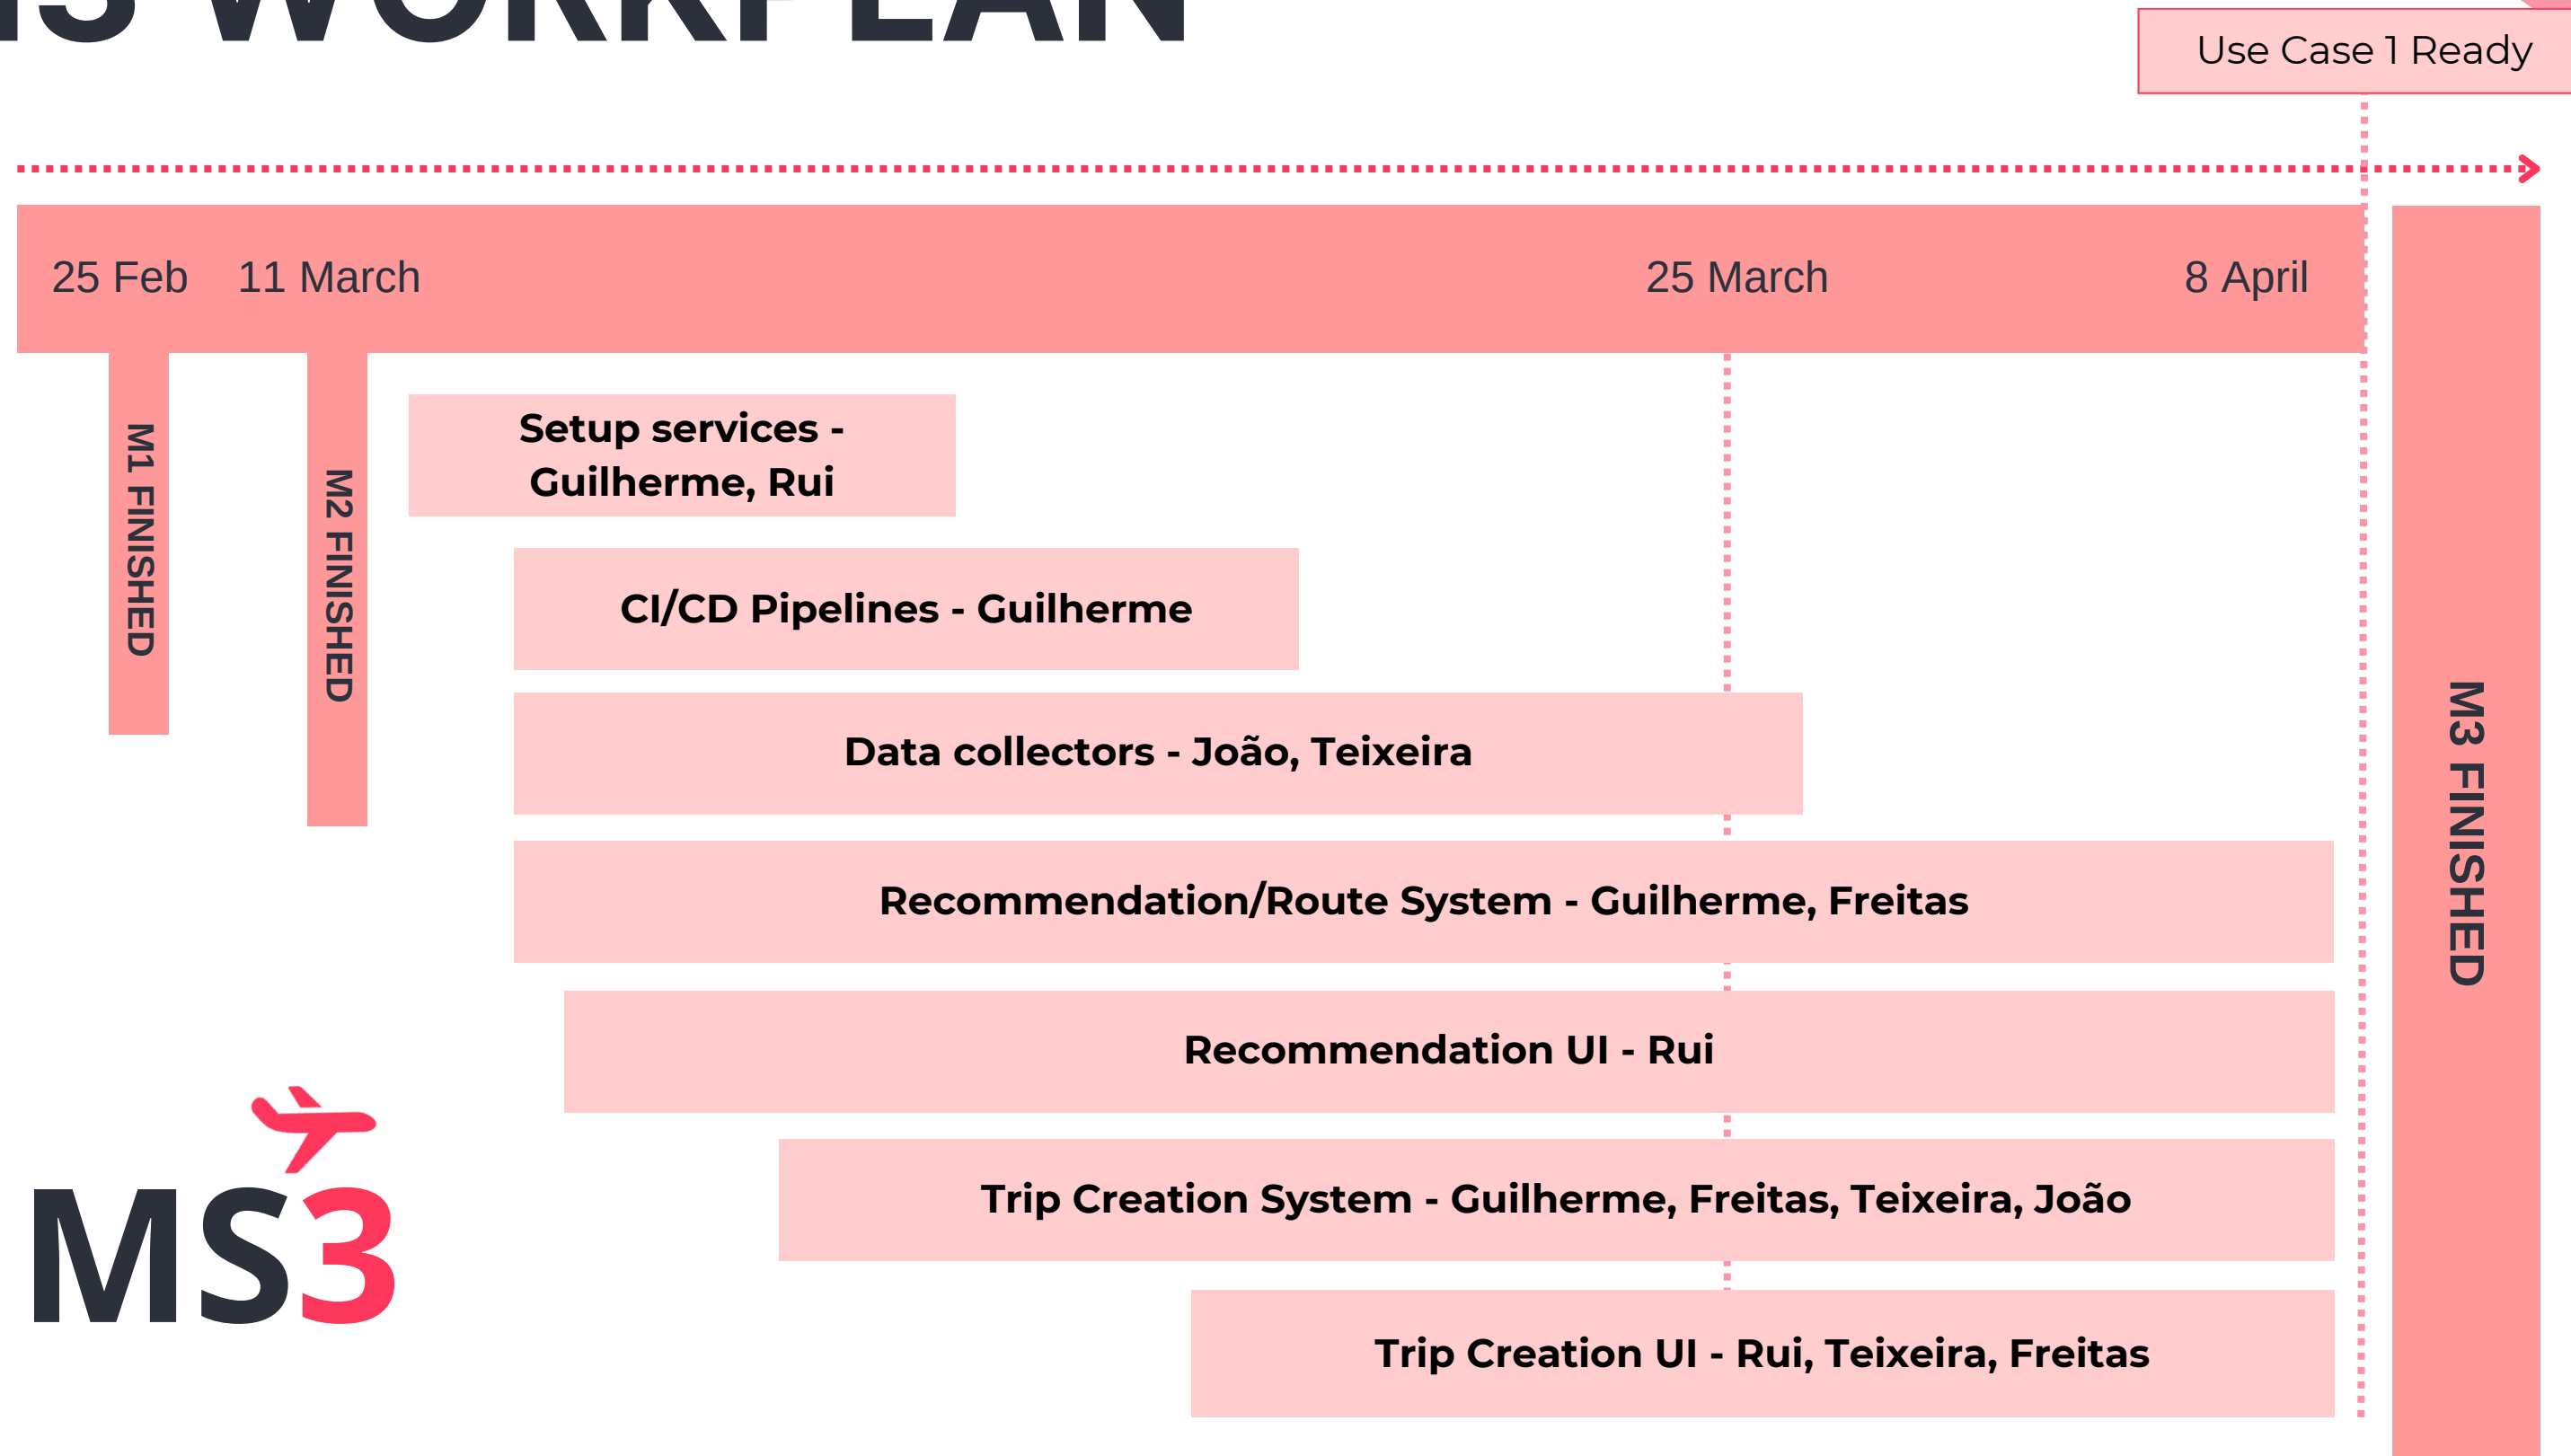 WORKPLAN
Use Case 1 Ready
25 Feb
11 March
25 March
8 April
M1 FINISHED
M2 FINISHED
Setup services -
Guilherme, Rui
CI/CD Pipelines - Guilherme
Data collectors - João, Teixeira
Recommendation/Route System - Guilherme, Freitas
Recommendation UI - Rui
Trip Creation System - Guilherme, Freitas, Teixeira, João
Trip Creation UI - Rui, Teixeira, Freitas
M3 FINISHED
MS3